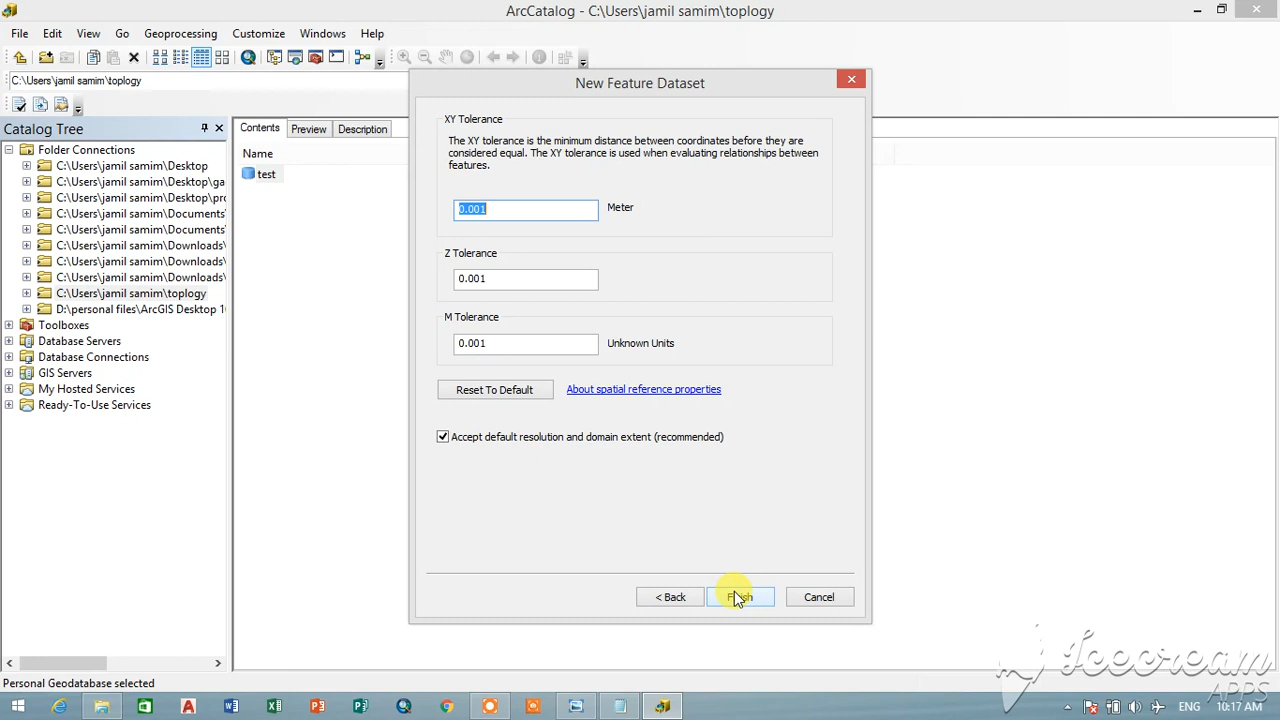 ArcCatalog - C:\Users\jamil samim\toplogy
File Edit View Go Geoprocessing Customize Windows Help
C:\Users\jamil samim\toplogy
New Feature Dataset
Catalog Tree
Folder Connections
C:\Users\jamil samim\Desktop
C:\Users\jamil samim\Desktop\ga
C:\Users\jamil samim\Desktop\pro
C:\Users\jamil samim\Documents
C:\Users\jamil samim\Documents\
C:\Users\jamil samim\Downloads\
C:\Users\jamil samim\Downloads\
C:\Users\jamil samim\Downloads\
C:\Users\jamil samim\toplogy
D:\personal files\ArcGIS Desktop 10
Toolboxes
Database Servers
Database Connections
GIS Servers
My Hosted Services
Ready-To-Use Services
Contents Preview Description
Name
test
XY Tolerance
The XY tolerance is the minimum distance between coordinates before they are
considered equal. The XY tolerance is used when evaluating relationships between
features.
0.001 Meter
Z Tolerance
0.001
M Tolerance
0.001 Unknown Units
Reset To Default About spatial reference properties
Accept default resolution and domain extent (recommended)
< Back Finish Cancel
Personal Geodatabase selected
Icecream
APPS
ENG 10:17 AM